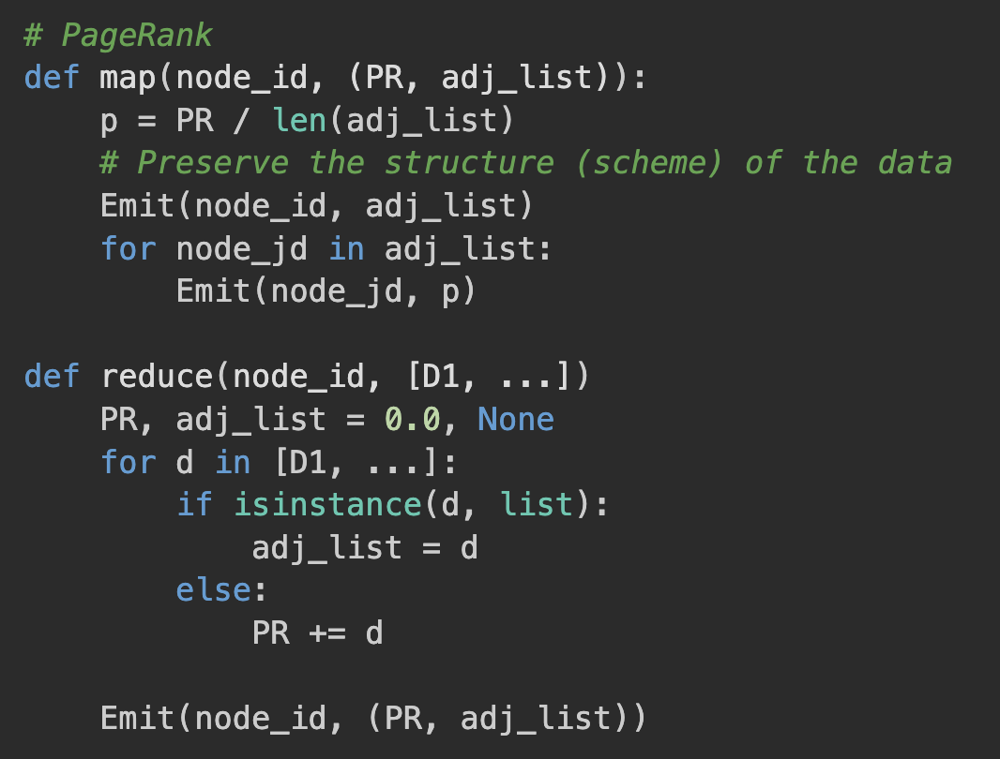 # PageRank
def map(node_id, (PR, adj_list)):
    p = PR / len(adj_list)
    # Preserve the structure (scheme) of the data
    Emit(node_id, adj_list)
    for node_jd in adj_list:
        Emit(node_jd, p)

def reduce(node_id, [D1, ...])
    PR, adj_list = 0.0, None
    for d in [D1, ...]:
        if isinstance(d, list):
            adj_list = d
        else:
            PR += d

    Emit(node_id, (PR, adj_list))